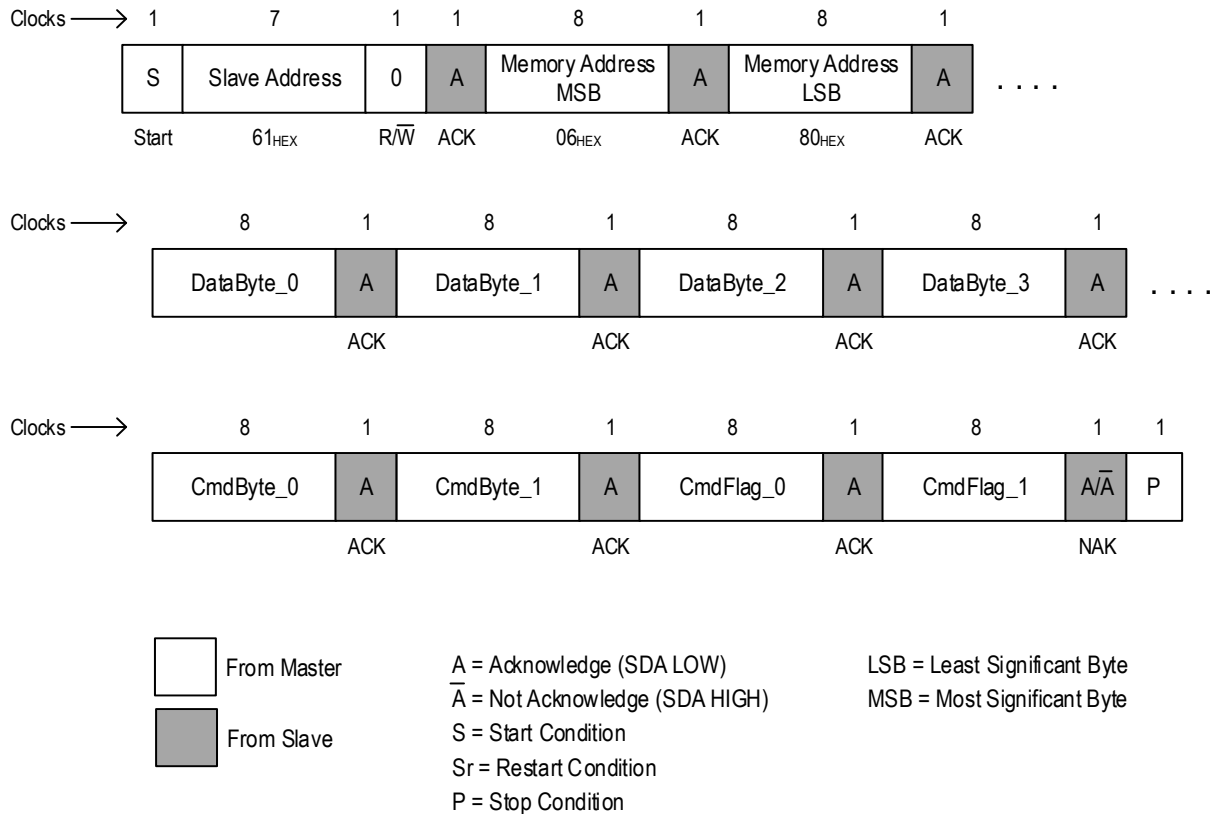 Clocks → 1 7 1 1 8 1 8 1
S Slave Address 0 A Memory Address MSB A Memory Address LSB A . . . .
Start 61HEX R/W̅ ACK 06HEX ACK 80HEX ACK
Clocks → 8 1 8 1 8 1 8 1
DataByte_0 A DataByte_1 A DataByte_2 A DataByte_3 A . . . .
ACK ACK ACK ACK
Clocks → 8 1 8 1 8 1 8 1 1
CmdByte_0 A CmdByte_1 A CmdFlag_0 A CmdFlag_1 A/A̅ P
ACK ACK ACK NAK
From Master
From Slave
A = Acknowledge (SDA LOW)
A̅ = Not Acknowledge (SDA HIGH)
S = Start Condition
Sr = Restart Condition
P = Stop Condition
LSB = Least Significant Byte
MSB = Most Significant Byte